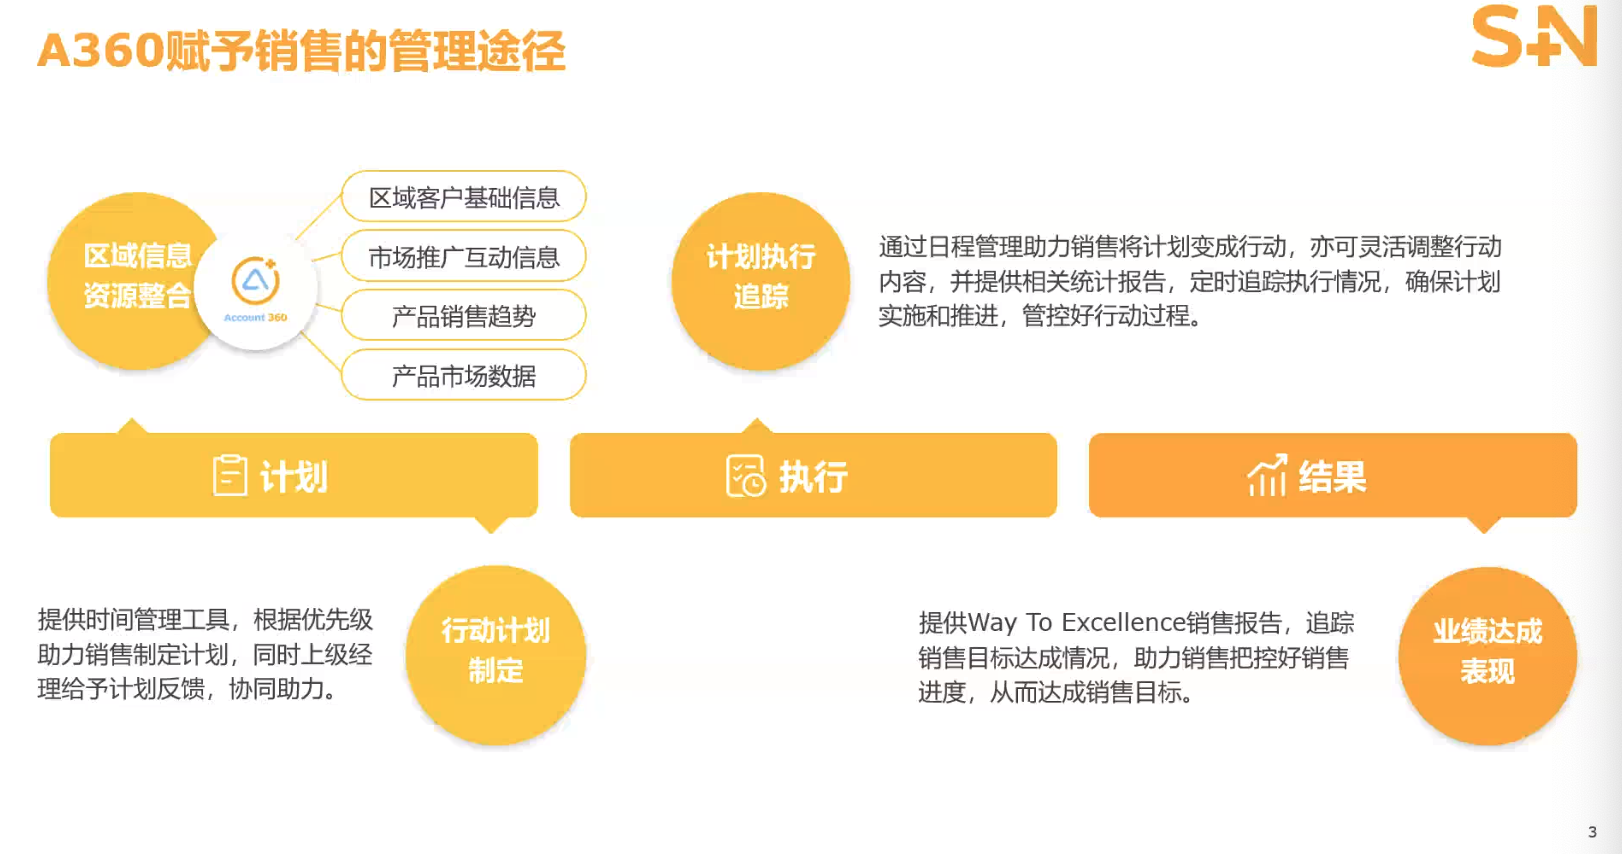 A360赋予销售的管理途径
S+N
区域信息
资源整合
Account 360
区域客户基础信息
市场推广互动信息
产品销售趋势
产品市场数据
计划执行
追踪
通过日程管理助力销售将计划变成行动，亦可灵活调整行动
内容，并提供相关统计报告，定时追踪执行情况，确保计划
实施和推进，管控好行动过程。
计划
执行
结果
提供时间管理工具，根据优先级
助力销售制定计划，同时上级经
理给予计划反馈，协同助力。
行动计划
制定
提供Way To Excellence销售报告，追踪
销售目标达成情况，助力销售把控好销售
进度，从而达成销售目标。
业绩达成
表现
3